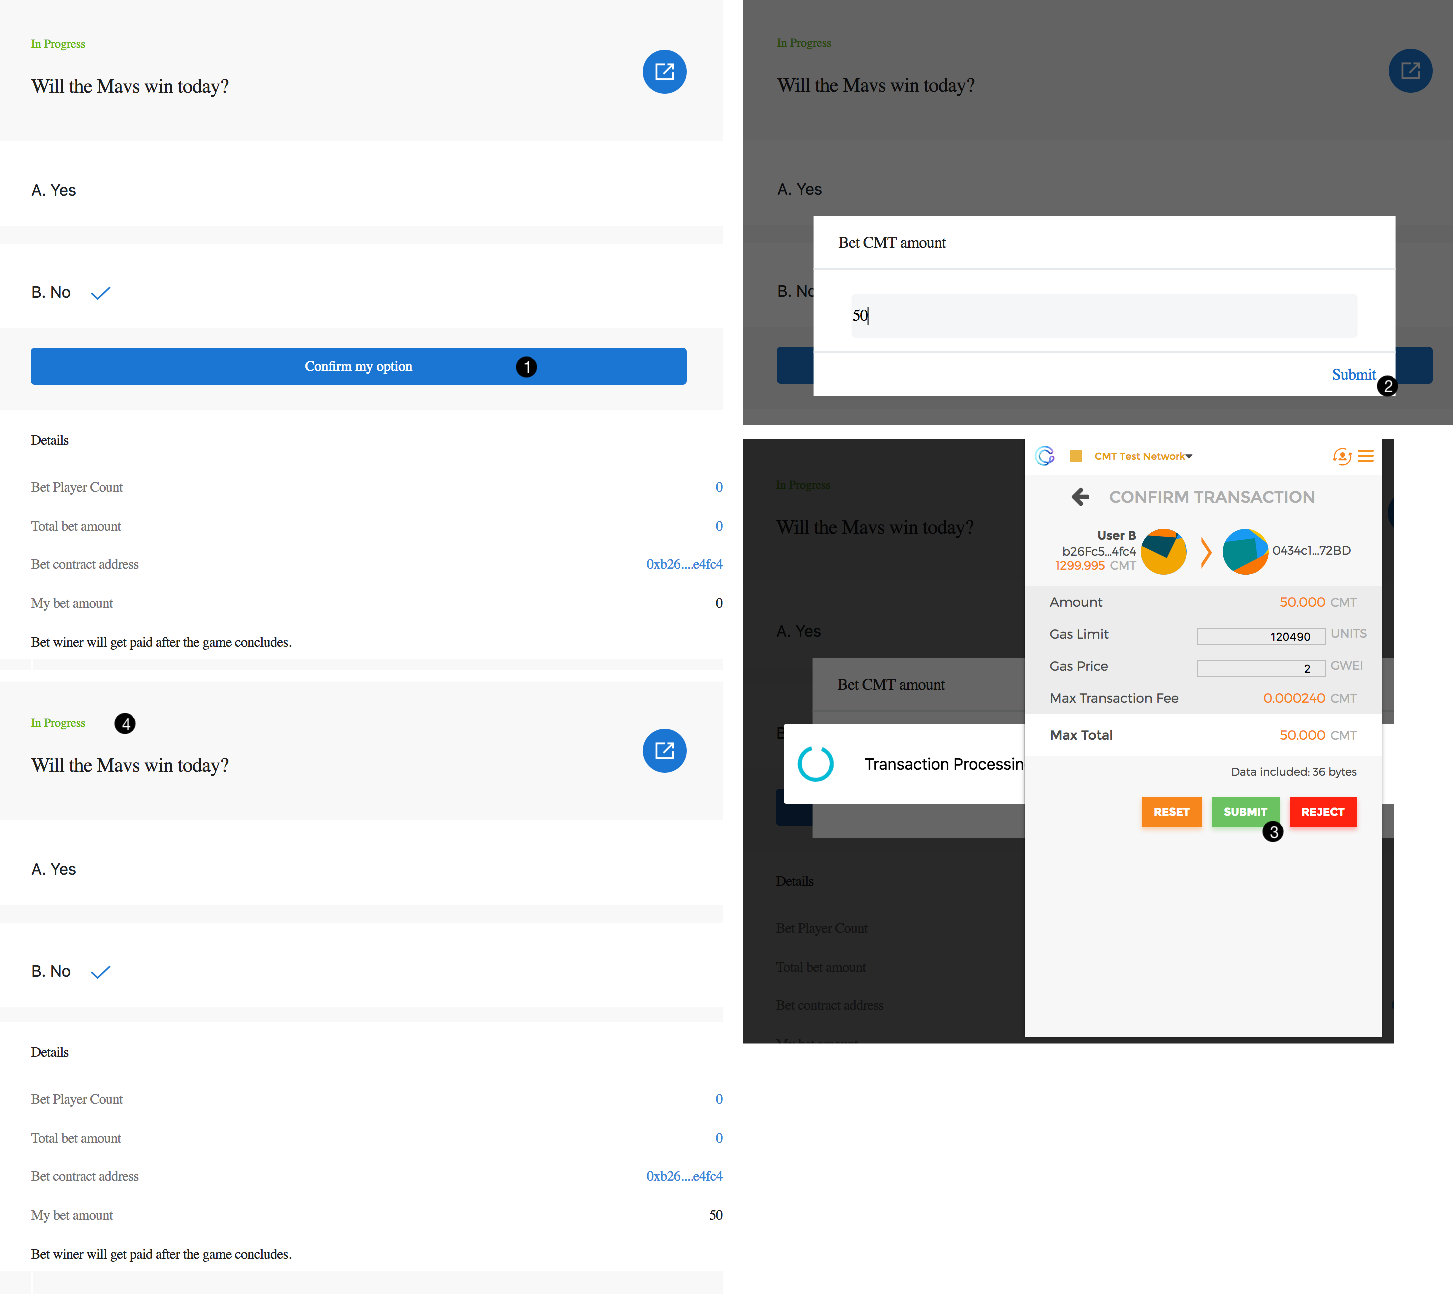 In Progress
Will the Mavs win today?
A. Yes
B. No
Confirm my option 1
Details
Bet Player Count 0
Total bet amount 0
Bet contract address 0xb26....e4fc4
My bet amount 0
Bet winer will get paid after the game concludes.
In Progress
Will the Mavs win today?
A. Yes
B. No
Bet CMT amount
50
Submit
2
In Progress
Will the Mavs win today?
A. Yes
Bet CMT amount
B
Transaction Processin
Details
Bet Player Count
Total bet amount
Bet contract address
My bet amount
CMT Test Network
CONFIRM TRANSACTION
User B
b26Fc5...4fc4
1299.995 CMT
0434c1...72BD
Amount 50.000 CMT
Gas Limit 120490 UNITS
Gas Price 2 GWEI
Max Transaction Fee 0.000240 CMT
Max Total 50.000 CMT
Data included: 36 bytes
RESET SUBMIT REJECT
3
In Progress 4
Will the Mavs win today?
A. Yes
B. No
Details
Bet Player Count 0
Total bet amount 0
Bet contract address 0xb26....e4fc4
My bet amount 50
Bet winer will get paid after the game concludes.